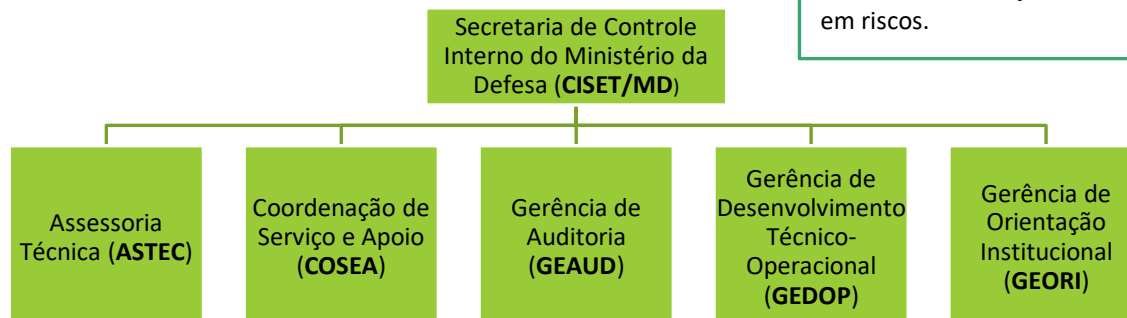 em riscos.
Secretaria de Controle
Interno do Ministério da
Defesa (CISET/MD)
Assessoria
Técnica (ASTEC)
Coordenação de
Serviço e Apoio
(COSEA)
Gerência de
Auditoria
(GEAUD)
Gerência de
Desenvolvimento
Técnico-
Operacional
(GEDOP)
Gerência de
Orientação
Institucional
(GEORI)